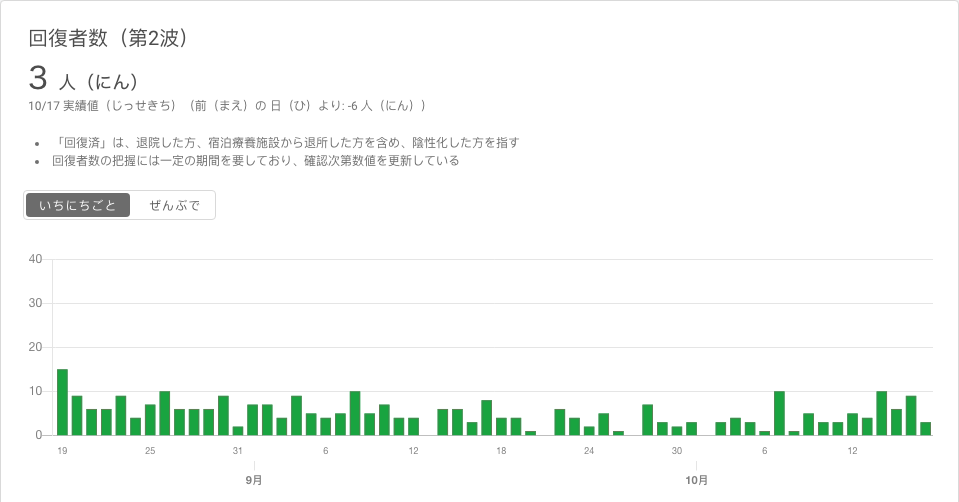 回復者数（第2波）
3 人（にん）
10/17 実績値（じっせきち）（前（まえ）の 日（ひ）より: -6 人（にん））
• 「回復済」は、退院した方、宿泊療養施設から退所した方を含め、陰性化した方を指す
• 回復者数の把握には一定の期間を要しており、確認次第数値を更新している
いちにちごと ぜんぶで
40
30
20
10
0
19 25 31 6 12 18 24 30 6 12
9月 10月